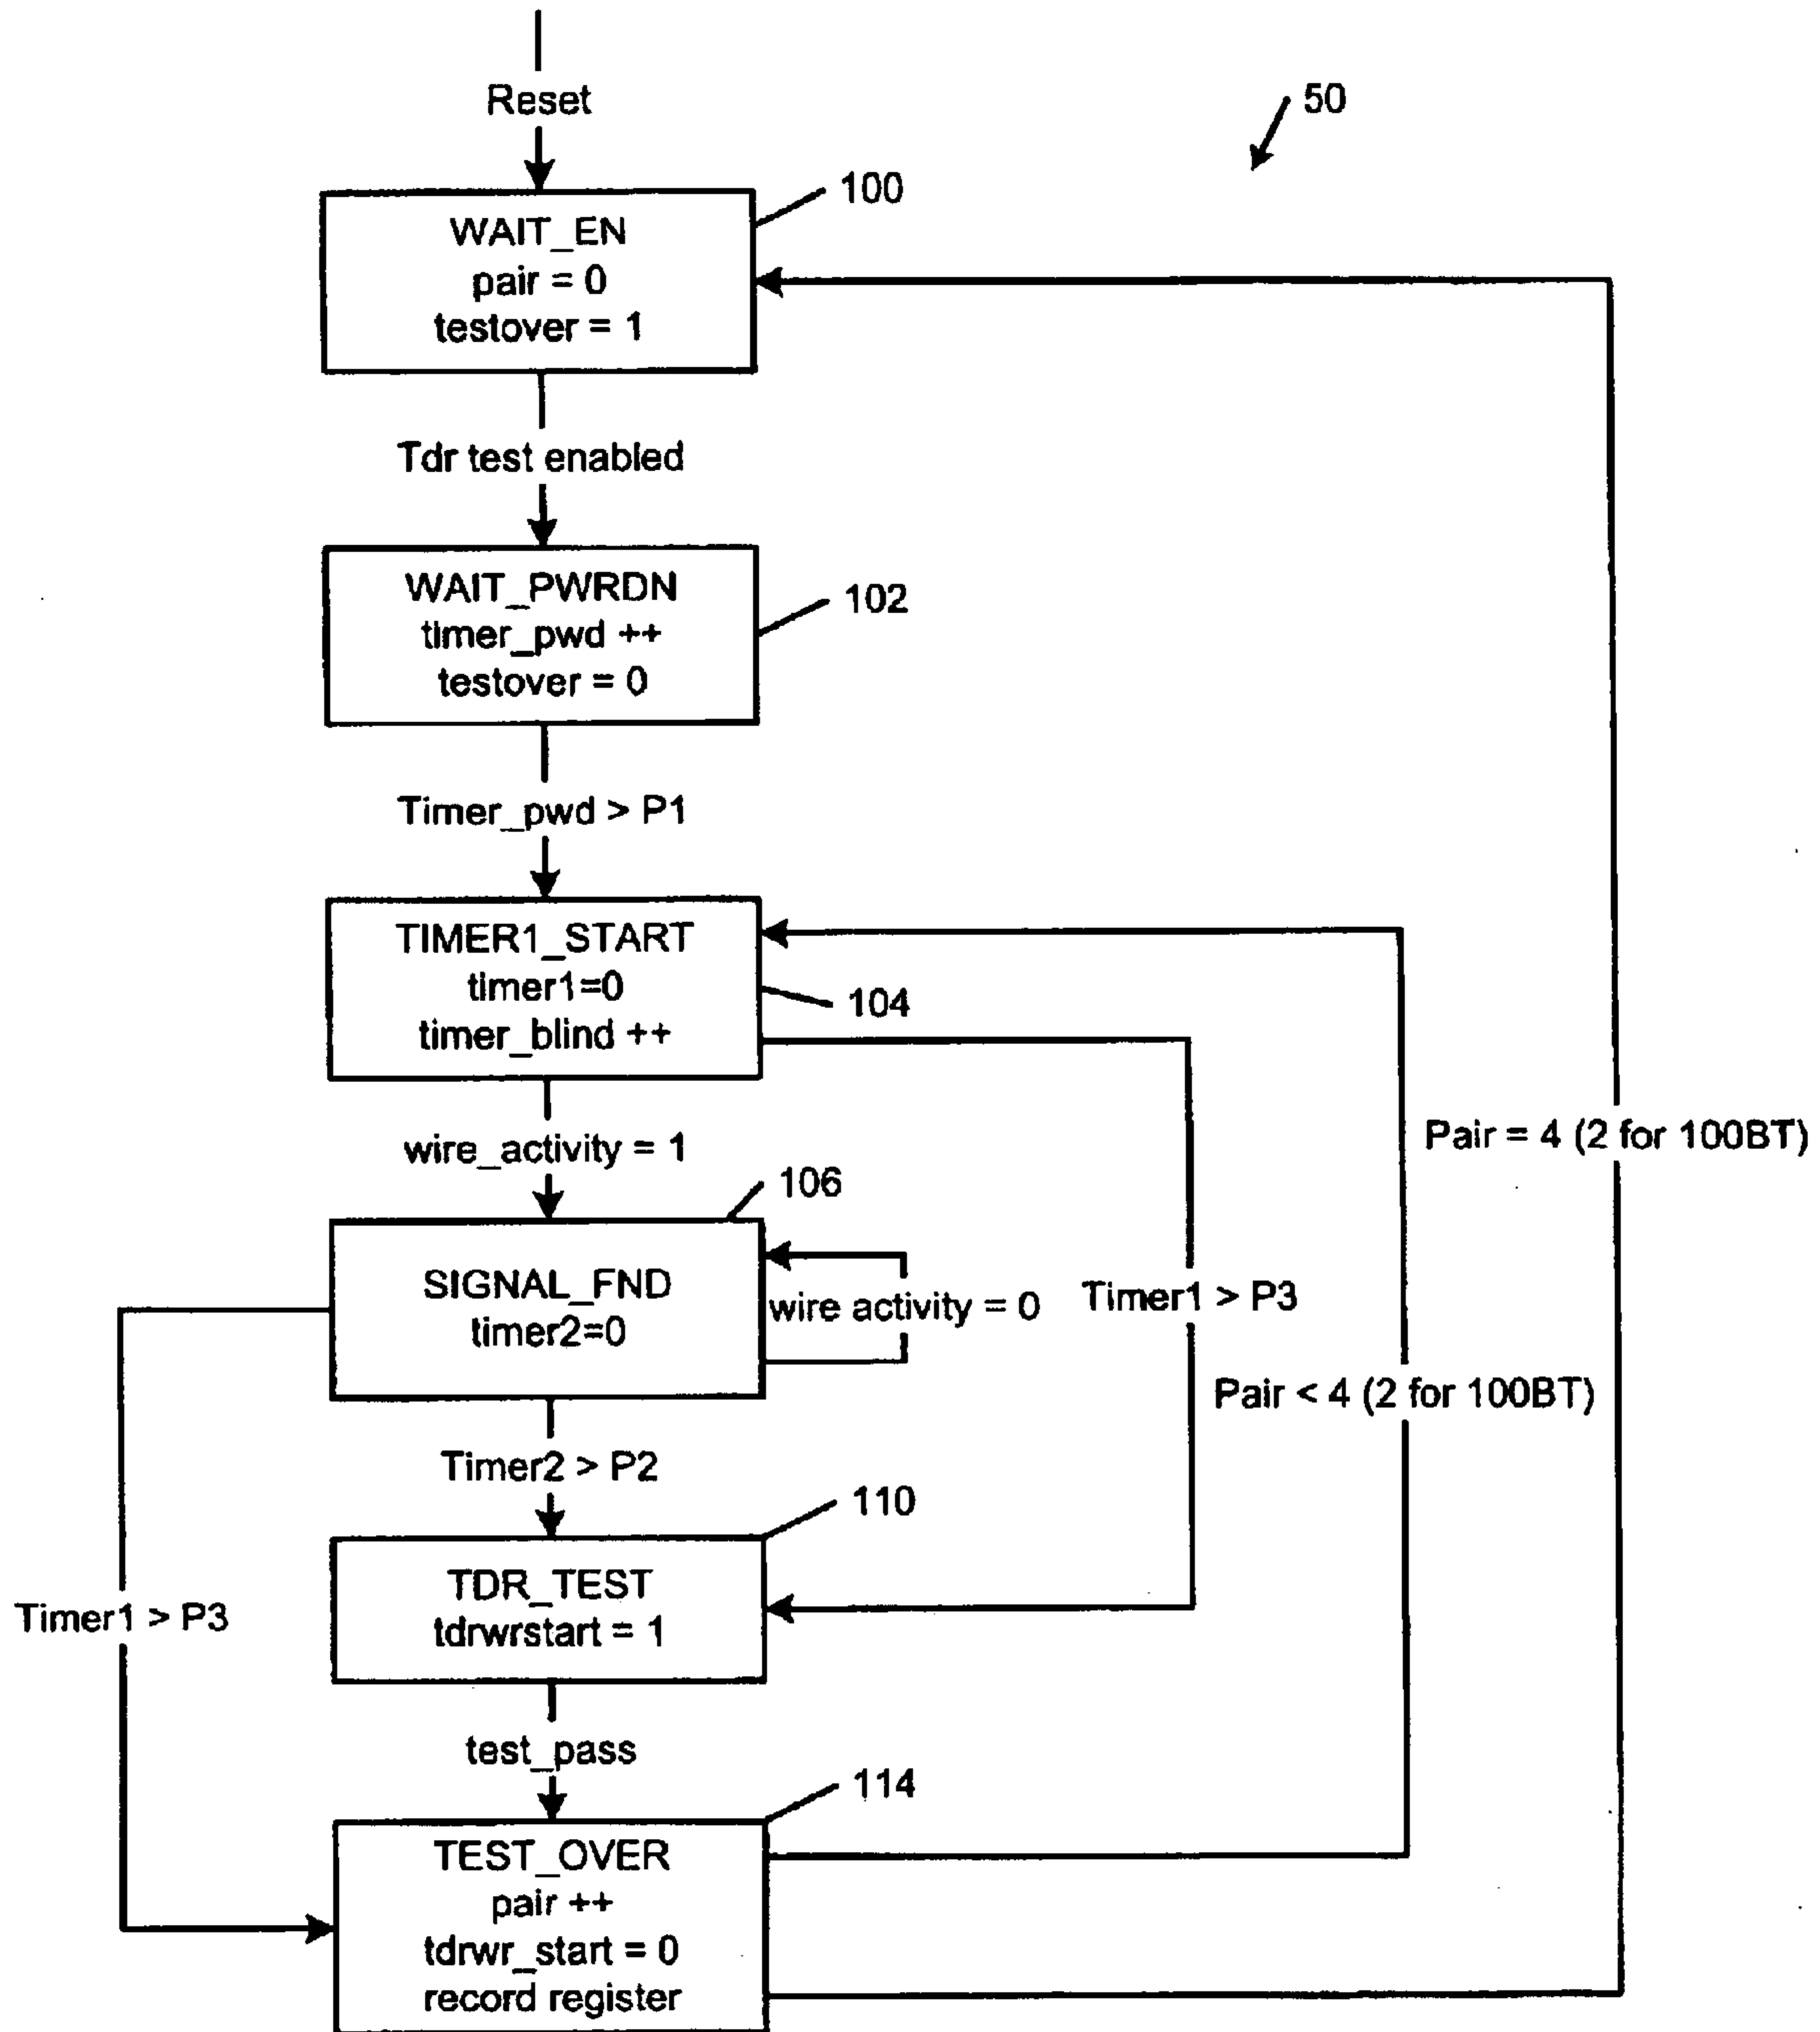 Reset
50
100
WAIT_EN
pair = 0
testover = 1
Tdr test enabled
WAIT_PWRDN
timer_pwd ++
testover = 0
102
Timer_pwd > P1
TIMER1_START
timer1=0
timer_blind ++
104
wire_activity = 1
Pair = 4 (2 for 100BT)
106
SIGNAL_FND
timer2=0
wire activity = 0
Timer1 > P3
Pair < 4 (2 for 100BT)
Timer2 > P2
110
TDR_TEST
tdrwrstart = 1
Timer1 > P3
test_pass
114
TEST_OVER
pair ++
tdrwr_start = 0
record register